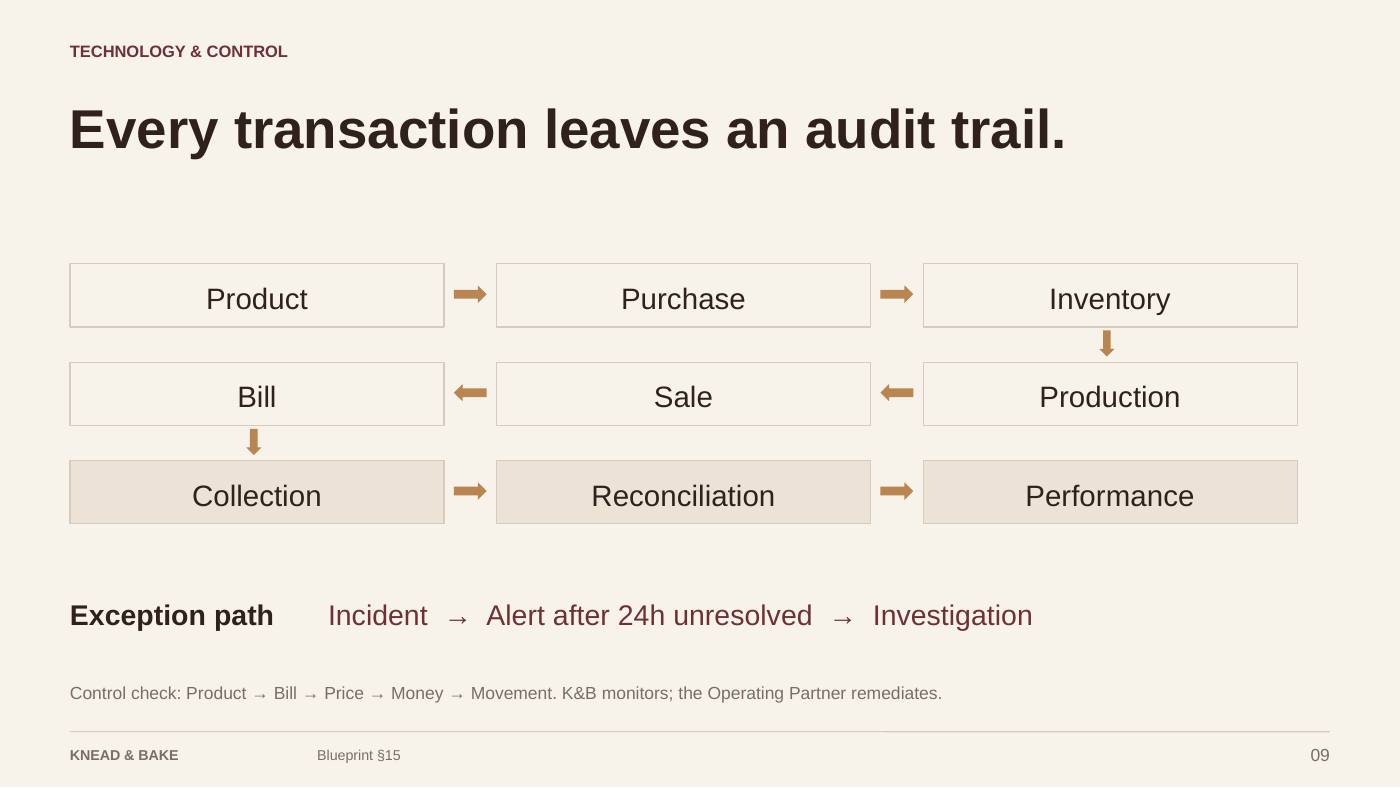 TECHNOLOGY & CONTROL
Every transaction leaves an audit trail.
Product
Purchase
Inventory
Bill
Sale
Production
Collection
Reconciliation
Performance
Exception path Incident → Alert after 24h unresolved → Investigation
Control check: Product → Bill → Price → Money → Movement. K&B monitors; the Operating Partner remediates.
KNEAD & BAKE Blueprint §15 09